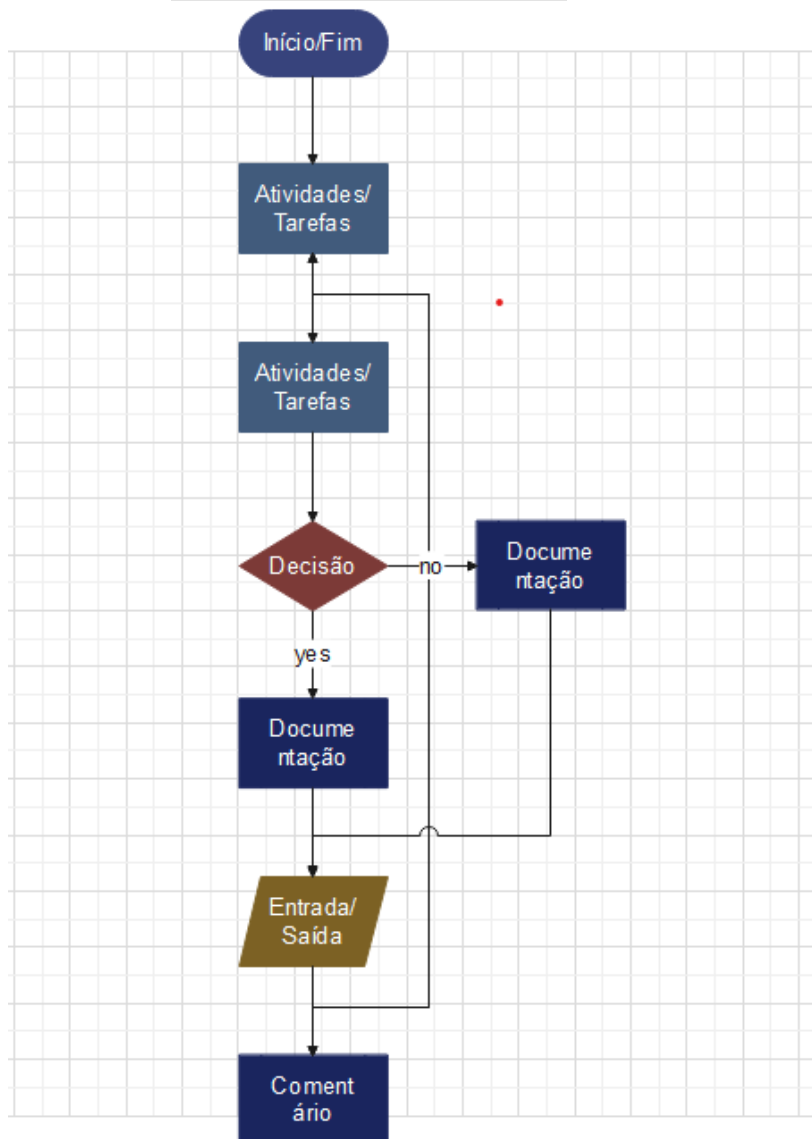 Início/Fim
Atividades/
Tarefas
Atividades/
Tarefas
Decisão
no
Docume
ntação
yes
Docume
ntação
Entrada/
Saída
Coment
ário